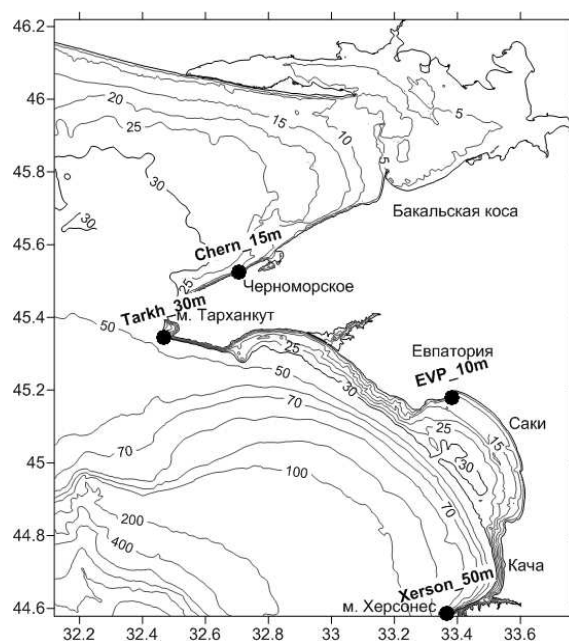 46.2
46
45.8
45.6
45.4
45.2
45
44.8
44.6
20
15
10
5
25
5
30
30
Бакальская коса
Chern_15m
25
Черноморское
Tarkh_30m
м. Тарханкут
50
25
Евпатория
30
EVP_10m
50
70
25
Саки
15
70
30
100
200
70
400
Кача
Xerson_50m
м. Херсонес
32.2 32.4 32.6 32.8 33 33.2 33.4 33.6